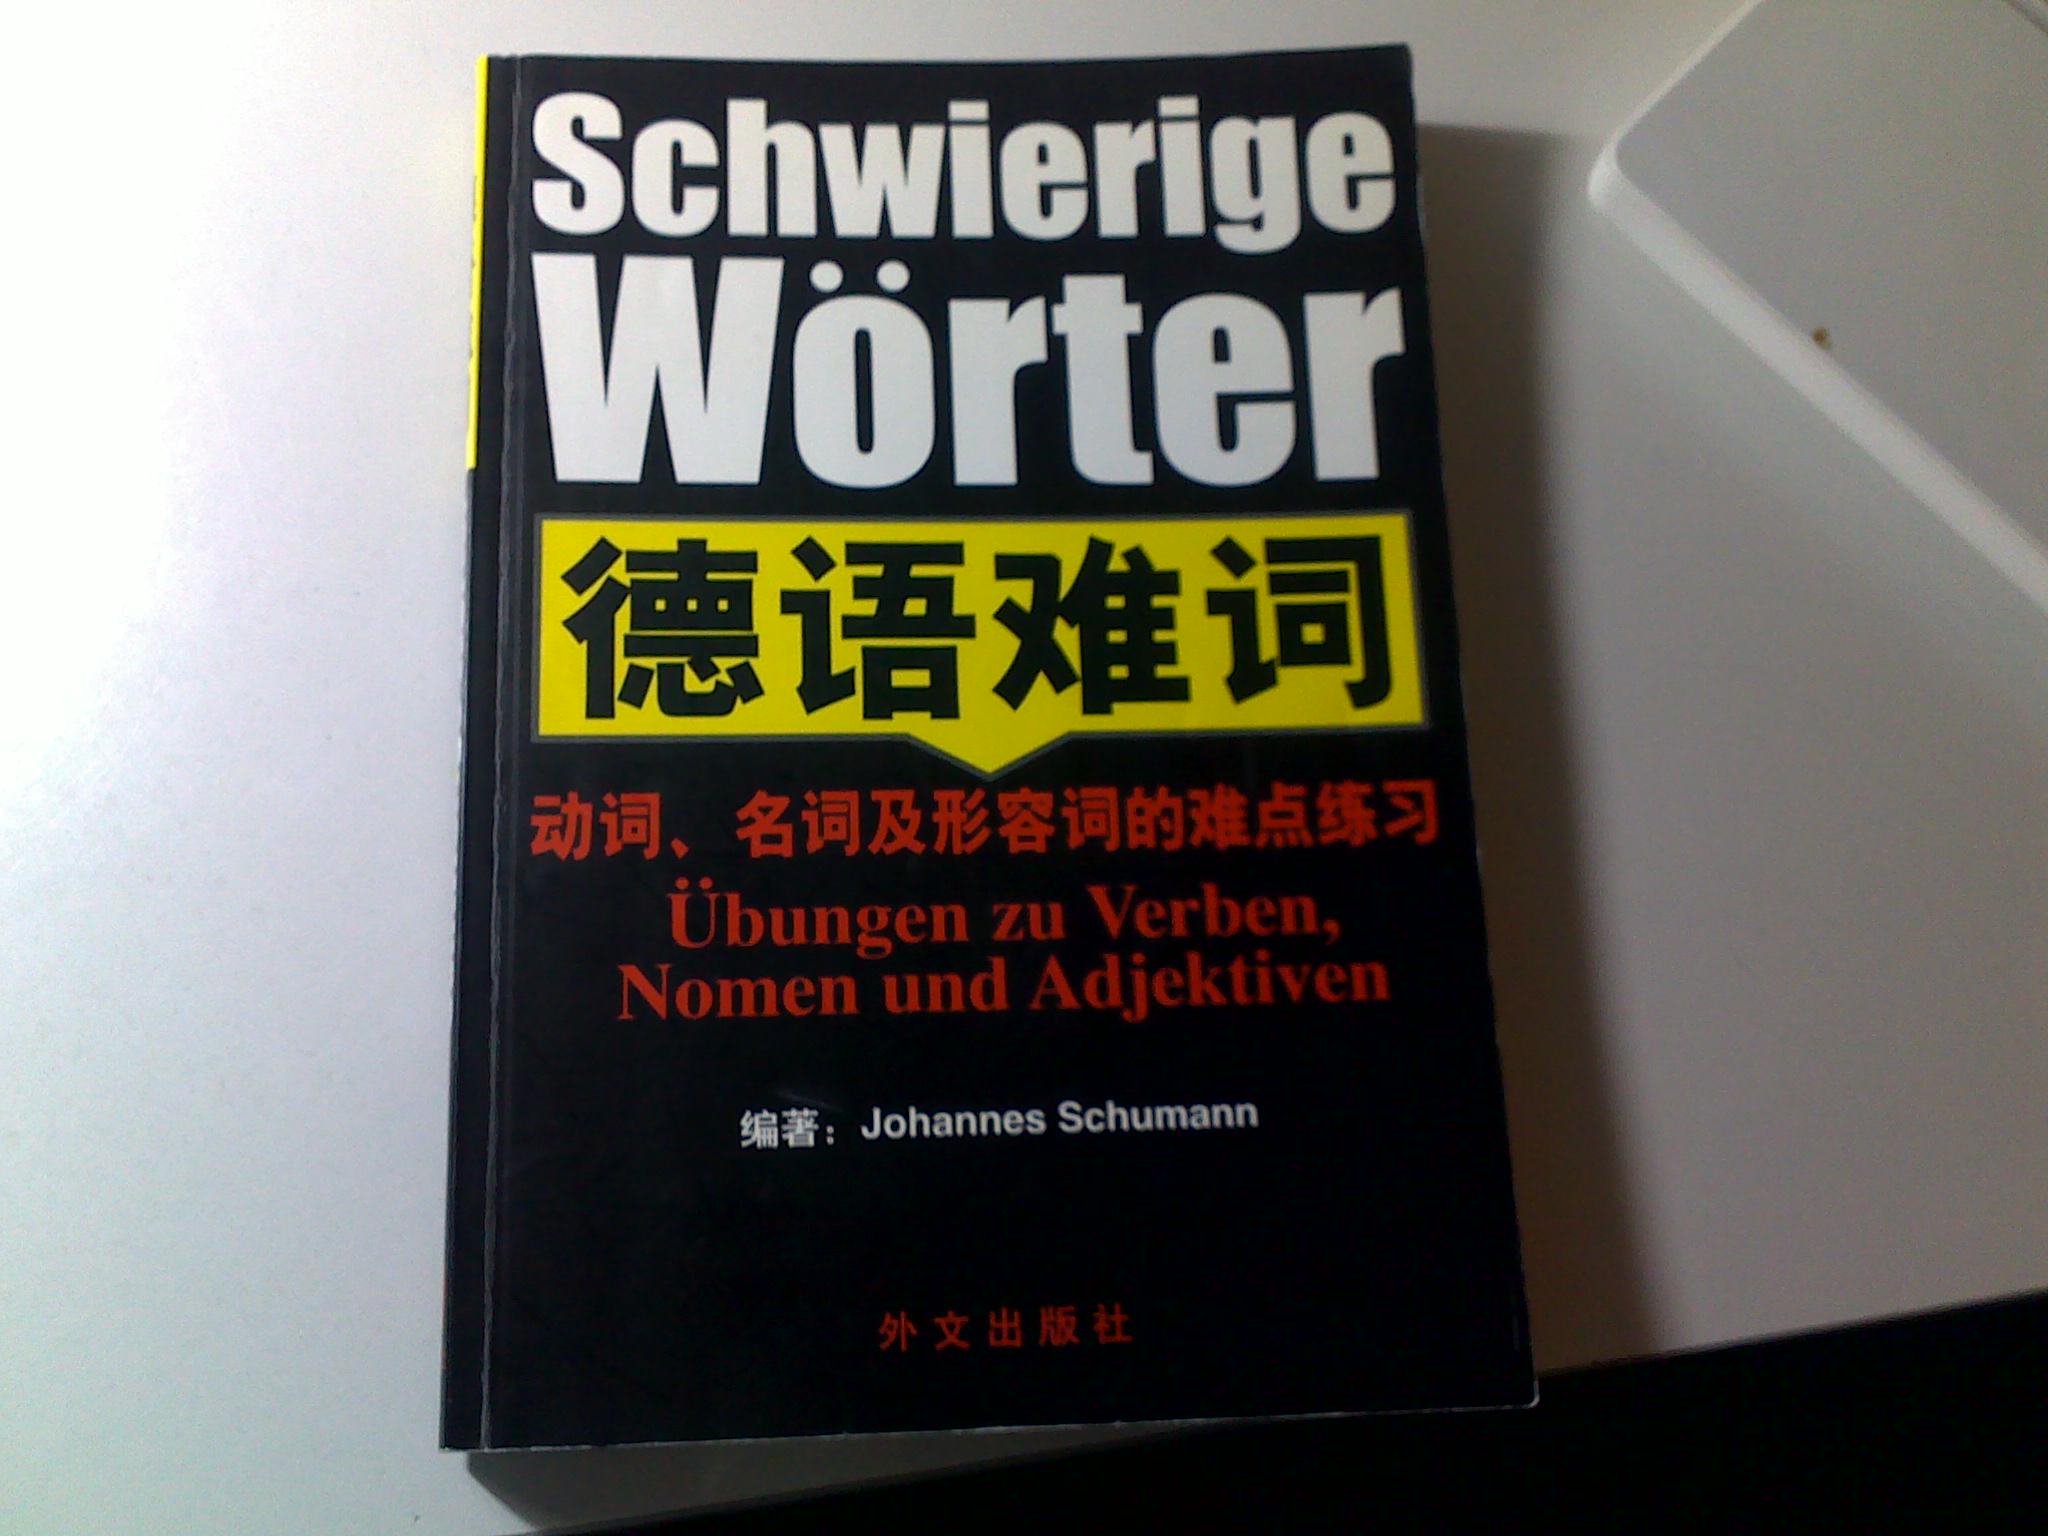 Schwierige
Wörter
德语难词
动词、名词及形容词的难点练习
Übungen zu Verben,
Nomen und Adjektiven
编著：Johannes Schumann
外文出版社